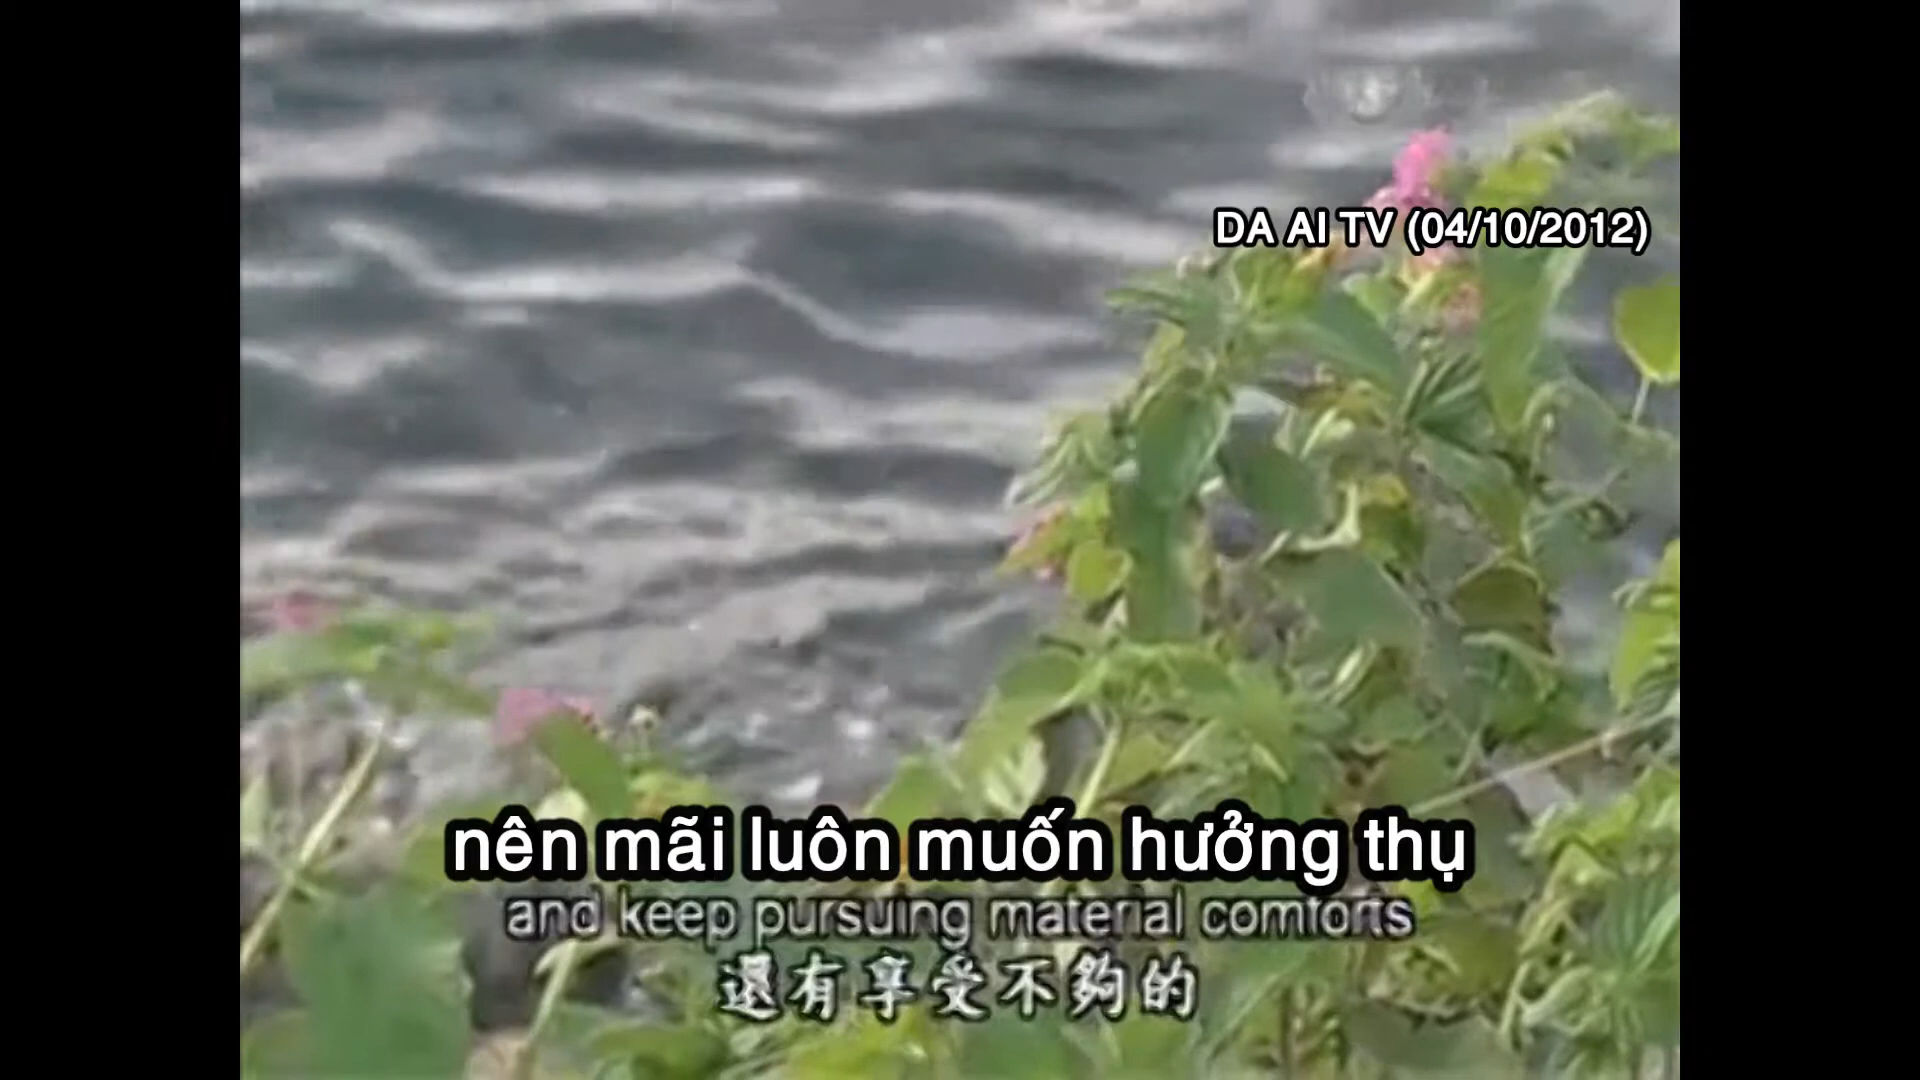 DA AI TV (04/10/2012)
nên mãi luôn muốn hưởng thụ
and keep pursuing material comforts
還有享受不夠的